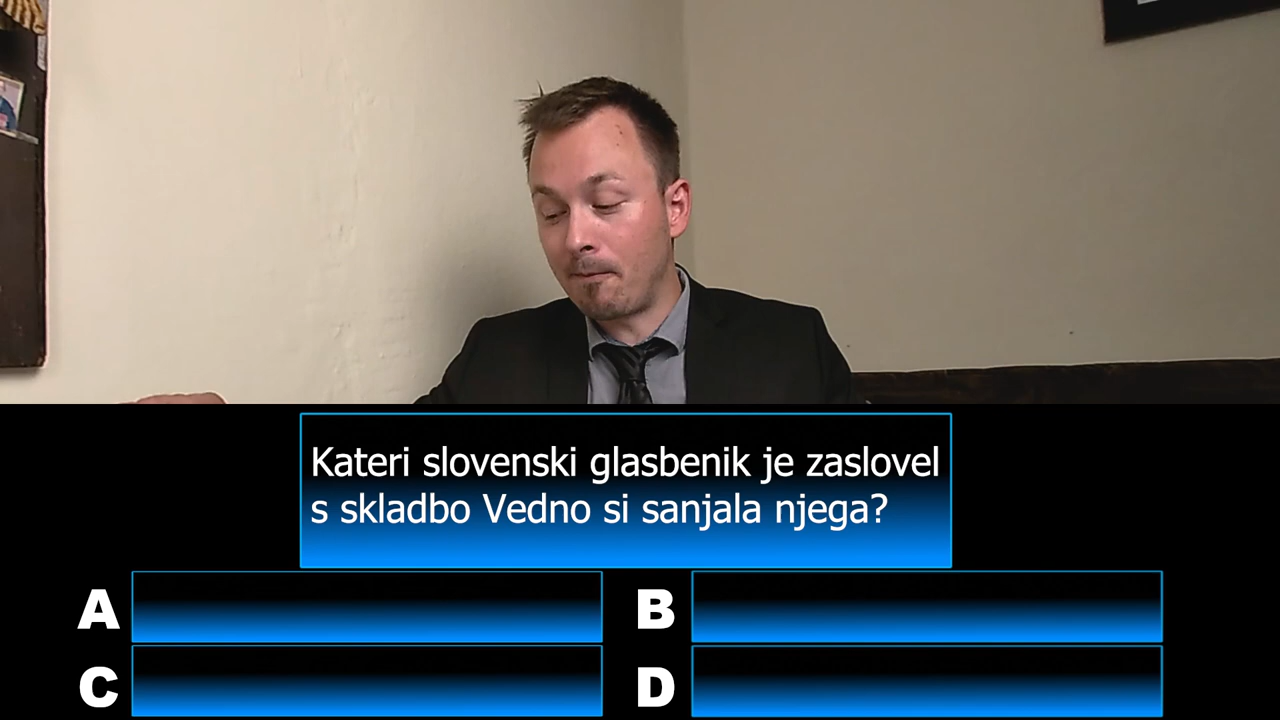 Kateri slovenski glasbenik je zaslovel
s skladbo Vedno si sanjala njega?
A
B
C
D